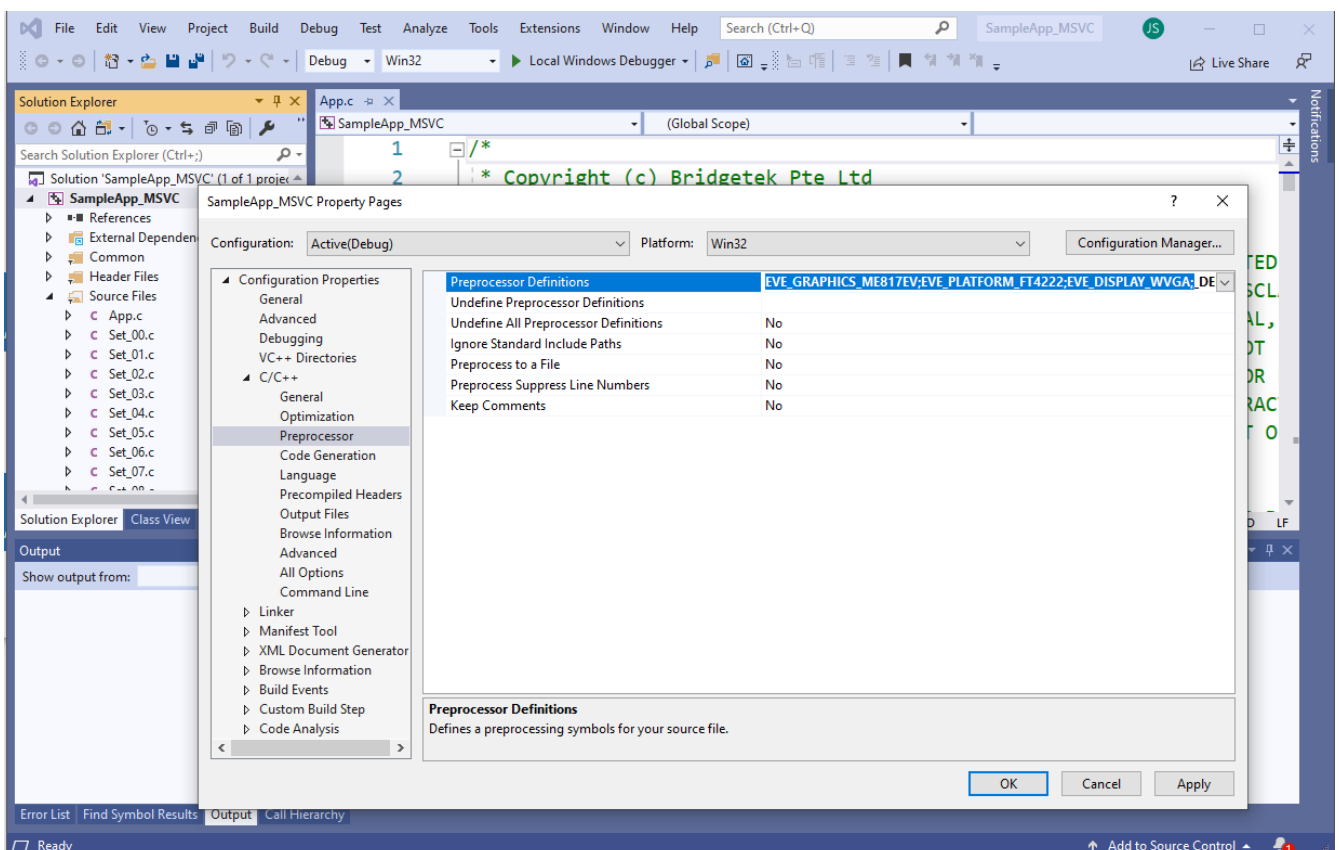 File Edit View Project Build Debug Test Analyze Tools Extensions Window Help Search (Ctrl+Q) SampleApp_MSVC JS
Debug Win32 Local Windows Debugger Live Share
Solution Explorer
Search Solution Explorer (Ctrl+;)
Solution 'SampleApp_MSVC' (1 of 1 projec
SampleApp_MSVC
References
External Dependen
Common
Header Files
Source Files
C App.c
C Set_00.c
C Set_01.c
C Set_02.c
C Set_03.c
C Set_04.c
C Set_05.c
C Set_06.c
C Set_07.c
Solution Explorer Class View
App.c
SampleApp_MSVC (Global Scope)
1 /*
2 * Copyright (c) Bridgetek Pte Ltd
TED
SCL
AL,
OT
OR
RAC
T O
LF
Notifications
SampleApp_MSVC Property Pages ?
Configuration: Active(Debug) Platform: Win32 Configuration Manager...
Configuration Properties
General
Advanced
Debugging
VC++ Directories
C/C++
General
Optimization
Preprocessor
Code Generation
Language
Precompiled Headers
Output Files
Browse Information
Advanced
All Options
Command Line
Linker
Manifest Tool
XML Document Generator
Browse Information
Build Events
Custom Build Step
Code Analysis
Preprocessor Definitions EVE_GRAPHICS_ME817EV;EVE_PLATFORM_FT4222;EVE_DISPLAY_WVGA;_DE
Undefine Preprocessor Definitions
Undefine All Preprocessor Definitions No
Ignore Standard Include Paths No
Preprocess to a File No
Preprocess Suppress Line Numbers No
Keep Comments No
Preprocessor Definitions
Defines a preprocessing symbols for your source file.
OK Cancel Apply
Output
Show output from:
Error List Find Symbol Results Output Call Hierarchy
Ready Add to Source Control 1